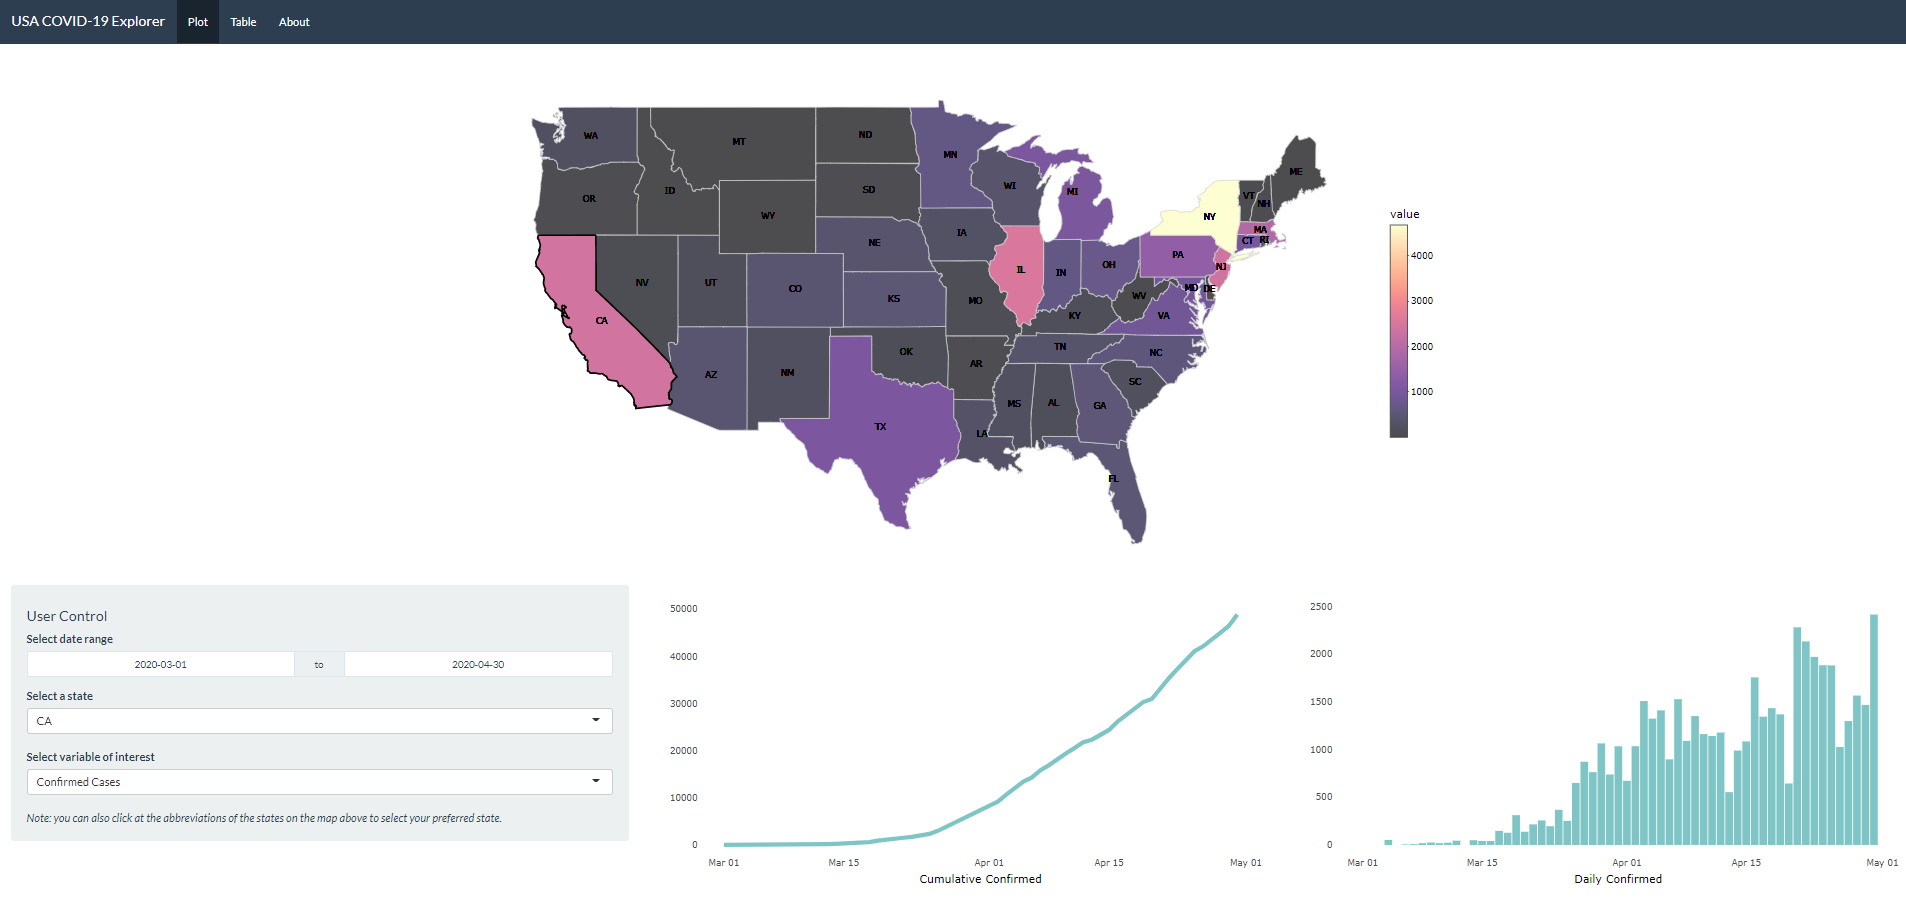 USA COVID-19 Explorer Plot Table About
WA
MT
ND
MN
OR
ID
SD
WI
MI
ME
WY
VT
NH
NY
MA
IA
NE
CT
RI
PA
OH
NJ
NV
UT
CO
IL
IN
KS
MO
WV
MD
DE
KY
VA
CA
TN
NC
OK
AR
AZ
NM
SC
MS
AL
GA
TX
LA
FL
value
4000
3000
2000
1000
User Control
Select date range
2020-03-01 to 2020-04-30
Select a state
CA
Select variable of interest
Confirmed Cases
Note: you can also click at the abbreviations of the states on the map above to select your preferred state.
50000
40000
30000
20000
10000
0
Mar 01 Mar 15 Apr 01 Apr 15 May 01
Cumulative Confirmed
2500
2000
1500
1000
500
0
Mar 01 Mar 15 Apr 01 Apr 15 May 01
Daily Confirmed